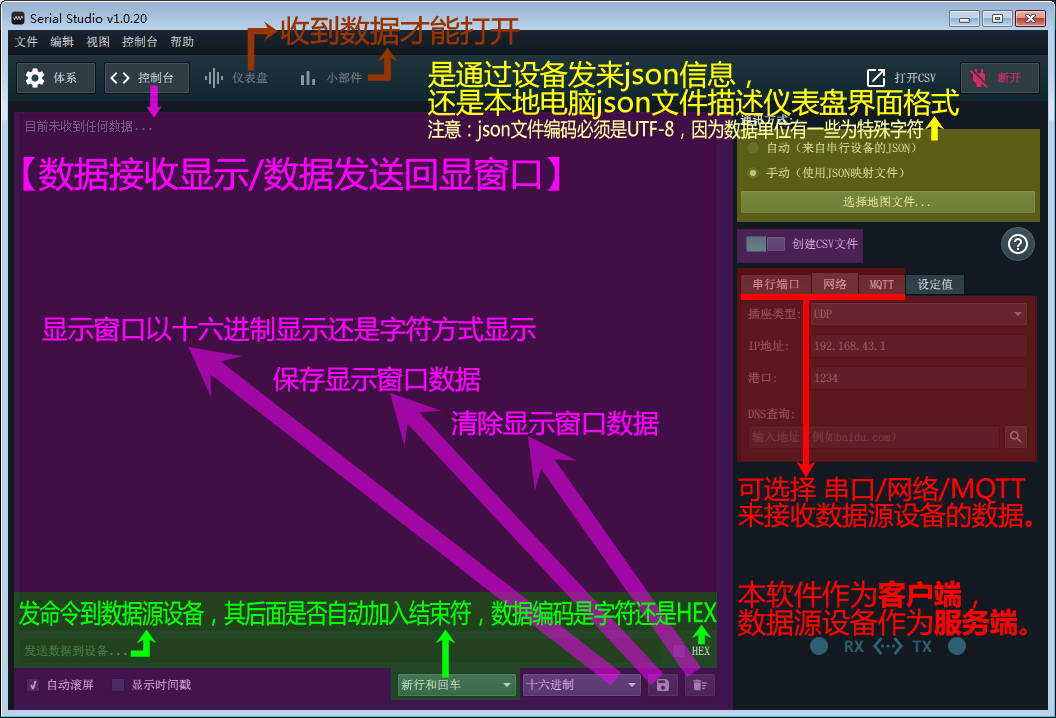 Serial Studio v1.0.20
文件 编辑 视图 控制台 帮助
收到数据才能打开
体系 控制台 仪表盘 小部件 打开CSV 断开
是通过设备发来json信息，
还是本地电脑json文件描述仪表盘界面格式
注意：json文件编码必须是UTF-8，因为数据单位有一些为特殊字符
通讯方式:
目前未收到任何数据...
自动（来自串行设备的JSON）
手动（使用JSON映射文件）
选择地图文件...
【数据接收显示/数据发送回显窗口】
创建CSV文件
串行端口 网络 MQTT 设定值
插座类型: UDP
IP地址: 192.168.43.1
港口: 1234
DNS查询:
输入地址（例如baidu.com）
显示窗口以十六进制显示还是字符方式显示
保存显示窗口数据
清除显示窗口数据
可选择 串口/网络/MQTT
来接收数据源设备的数据。
本软件作为客户端，
数据源设备作为服务端。
RX TX
发命令到数据源设备，其后面是否自动加入结束符，数据编码是字符还是HEX
发送数据到设备... HEX
自动滚屏 显示时间戳 新行和回车 十六进制